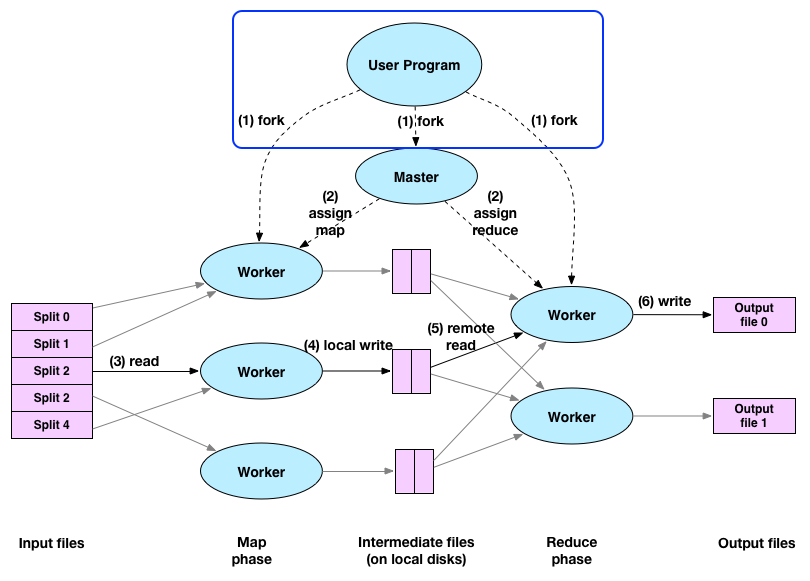 User Program
(1) fork
(1) fork
(1) fork
Master
(2)
assign
map
(2)
assign
reduce
Worker
Worker
Worker
Split 0
Split 1
Split 2
Split 2
Split 4
(3) read
(4) local write
(5) remote
read
Worker
Worker
(6) write
Output
file 0
Output
file 1
Input files
Map
phase
Intermediate files
(on local disks)
Reduce
phase
Output files